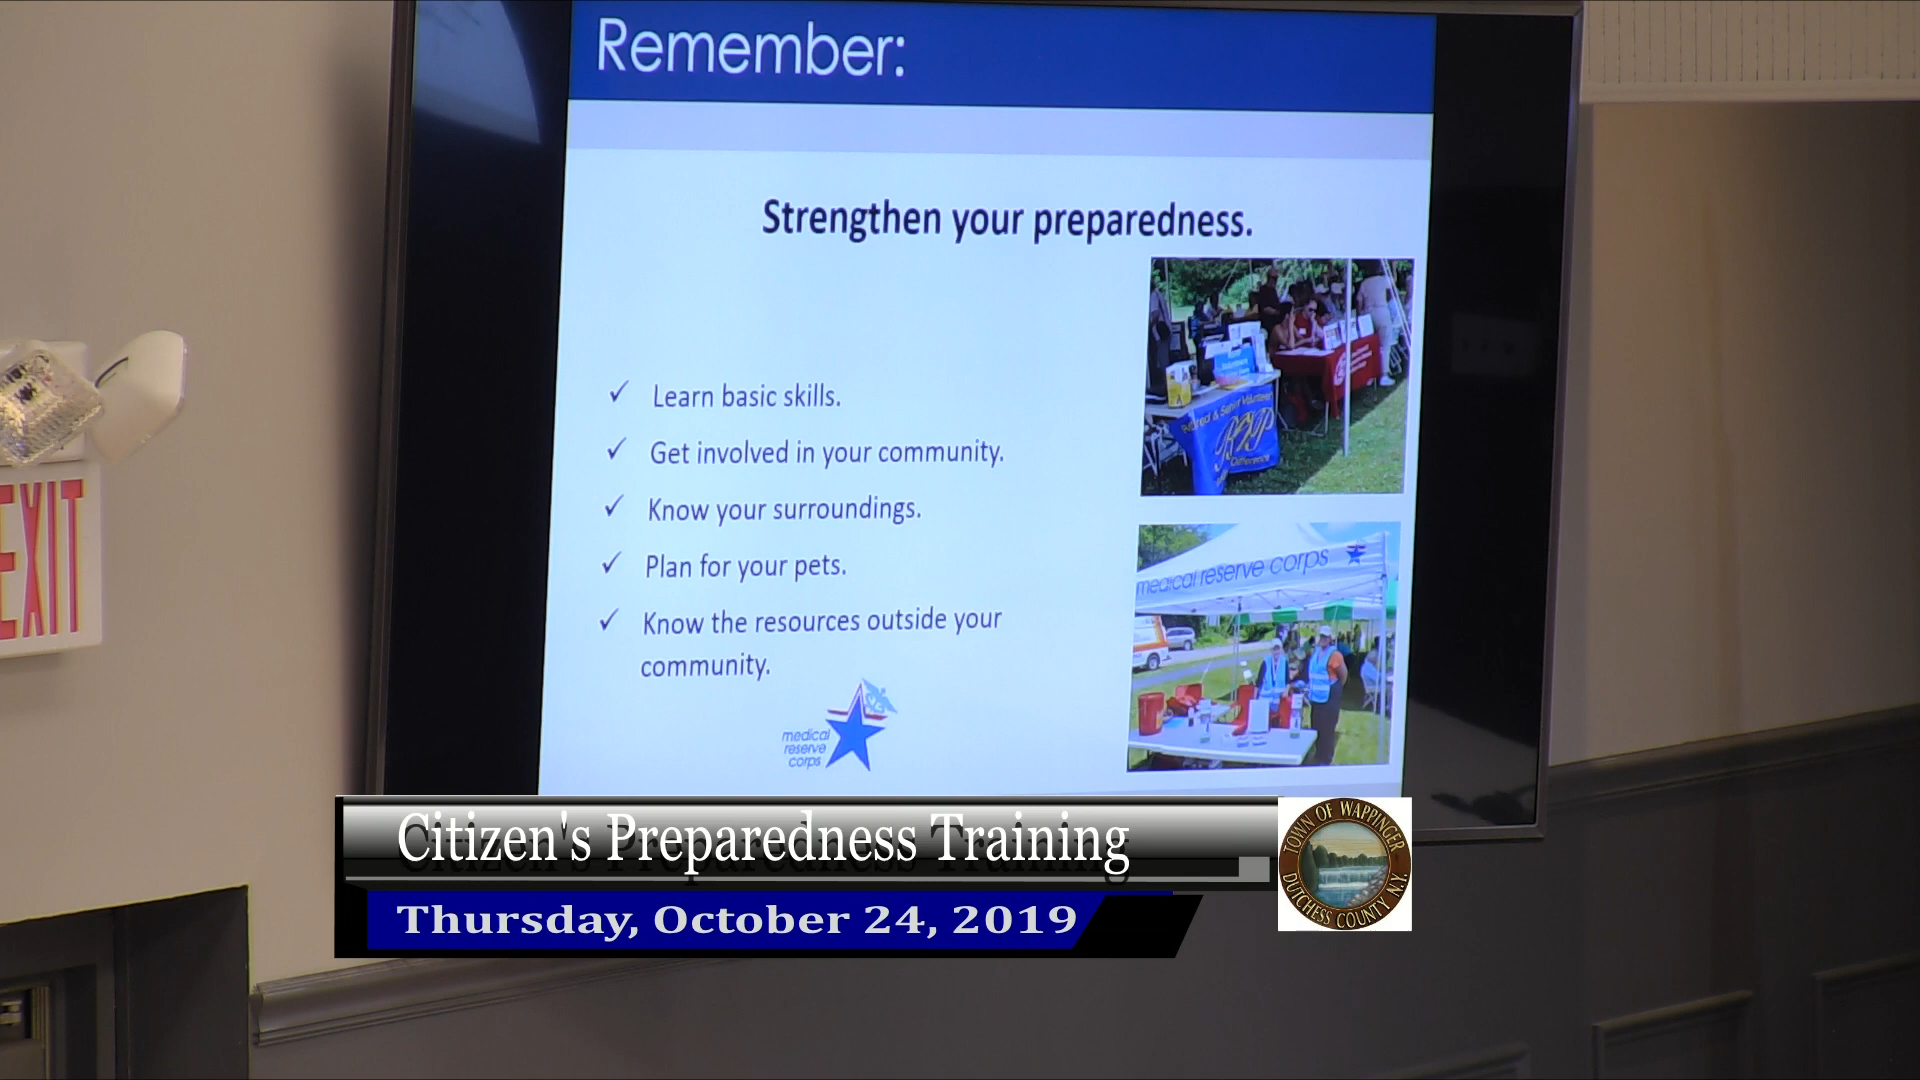 Remember:
Strengthen your preparedness.
✓ Learn basic skills.
✓ Get involved in your community.
✓ Know your surroundings.
✓ Plan for your pets.
✓ Know the resources outside your
community.
medical
reserve
corps
RSVP
medical reserve corps
EXIT
Citizen's Preparedness Training
Thursday, October 24, 2019
TOWN OF WAPPINGER
DUTCHESS COUNTY N.Y.